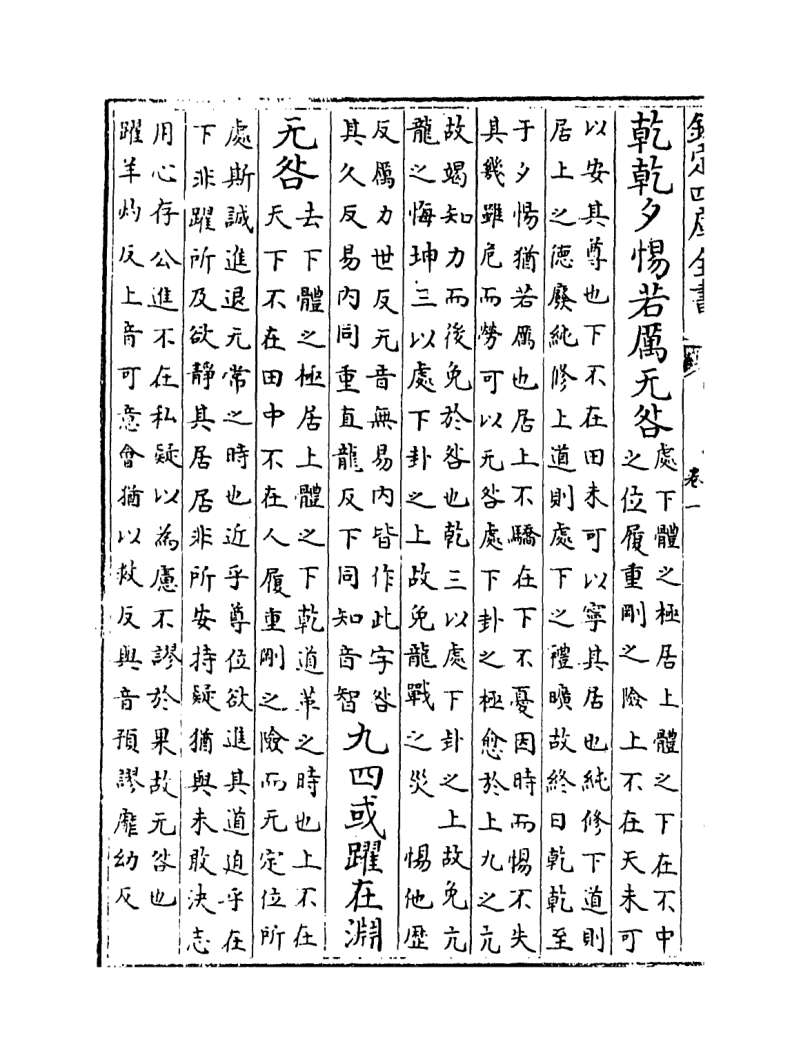 欽定四庫全書 卷一
乾乾夕惕若厲无咎
處下體之極居上體之下在不中
之位履重剛之險上不在天未可
以安其尊也下不在田未可以寧其居也純修下道則
居上之德廢純修上道則處下之禮曠故終日乾乾至
于夕惕猶若厲也居上不驕在下不憂因時而惕不失
其幾雖危而勞可以无咎處下卦之極愈於上九之亢
故竭知力而後免於咎也乾三以處下卦之上故免亢
龍之悔坤三以處下卦之上故免龍戰之災 惕他歴
反厲力世反无音無易内皆作此字咎
其久反易内同重直龍反下同知音智
九四或躍在淵
无咎
去下體之極居上體之下乾道革之時也上不在
天下不在田中不在人履重剛之險而无定位所
處斯誠進退无常之時也近乎尊位欲進其道迫乎在
下非躍所及欲靜其居居非所安持疑猶與未敢決志
用心存公進不在私疑以為慮不謬於果故无咎也
躍羊灼反上音可意會猶以救反與音預謬靡幼反